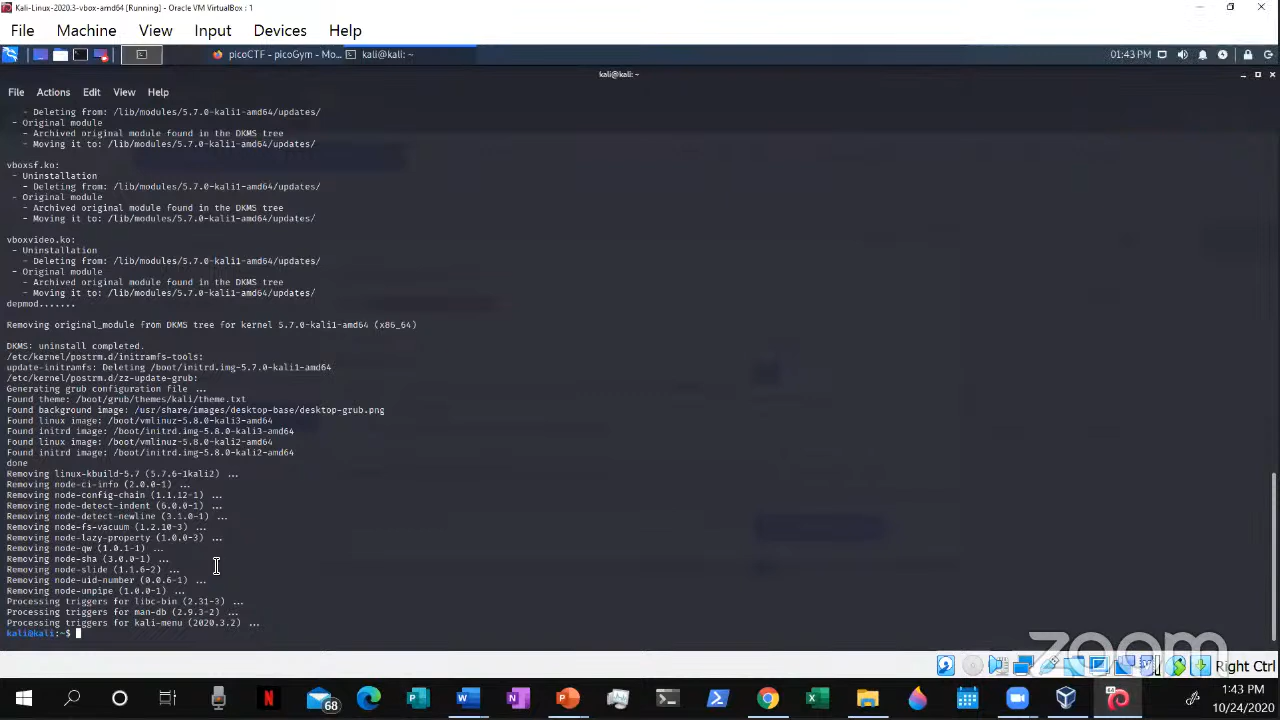 Kali-Linux-2020.3-vbox-amd64 [Running] - Oracle VM VirtualBox : 1
File Machine View Input Devices Help
picoCTF - picoGym - Mo... kali@kali: ~ 01:43 PM
kali@kali: ~
File Actions Edit View Help
- Deleting from: /lib/modules/5.7.0-kali1-amd64/updates/
- Original module
- Archived original module found in the DKMS tree
- Moving it to: /lib/modules/5.7.0-kali1-amd64/updates/
vboxsf.ko:
- Uninstallation
- Deleting from: /lib/modules/5.7.0-kali1-amd64/updates/
- Original module
- Archived original module found in the DKMS tree
- Moving it to: /lib/modules/5.7.0-kali1-amd64/updates/
vboxvideo.ko:
- Uninstallation
- Deleting from: /lib/modules/5.7.0-kali1-amd64/updates/
- Original module
- Archived original module found in the DKMS tree
- Moving it to: /lib/modules/5.7.0-kali1-amd64/updates/
depmod.......
Removing original_module from DKMS tree for kernel 5.7.0-kali1-amd64 (x86_64)
DKMS: uninstall completed.
/etc/kernel/postrm.d/initramfs-tools:
update-initramfs: Deleting /boot/initrd.img-5.7.0-kali1-amd64
/etc/kernel/postrm.d/zz-update-grub:
Generating grub configuration file ...
Found theme: /boot/grub/themes/kali/theme.txt
Found background image: /usr/share/images/desktop-base/desktop-grub.png
Found linux image: /boot/vmlinuz-5.8.0-kali3-amd64
Found initrd image: /boot/initrd.img-5.8.0-kali3-amd64
Found linux image: /boot/vmlinuz-5.8.0-kali2-amd64
Found initrd image: /boot/initrd.img-5.8.0-kali2-amd64
done
Removing linux-kbuild-5.7 (5.7.6-1kali2) ...
Removing node-ci-info (2.0.0-1) ...
Removing node-config-chain (1.1.12-1) ...
Removing node-detect-indent (6.0.0-1) ...
Removing node-detect-newline (3.1.0-1) ...
Removing node-fs-vacuum (1.2.10-3) ...
Removing node-lazy-property (1.0.0-3) ...
Removing node-qw (1.0.1-1) ...
Removing node-sha (3.0.0-1) ...
Removing node-slide (1.1.6-2) ...
Removing node-uid-number (0.0.6-1) ...
Removing node-unpipe (1.0.0-1) ...
Processing triggers for libc-bin (2.31-3) ...
Processing triggers for man-db (2.9.3-2) ...
Processing triggers for kali-menu (2020.3.2) ...
kali@kali:~$
zoom
Right Ctrl
68
1:43 PM
10/24/2020